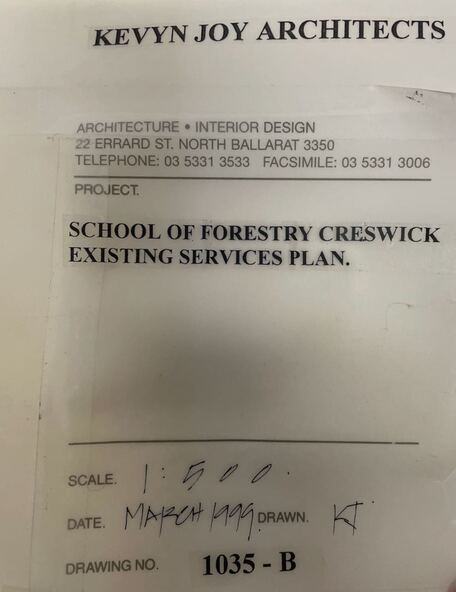 KEVYN JOY ARCHITECTS
ARCHITECTURE • INTERIOR DESIGN
22 ERRARD ST. NORTH BALLARAT 3350
TELEPHONE: 03 5331 3533 FACSIMILE: 03 5331 3006
PROJECT.
SCHOOL OF FORESTRY CRESWICK
EXISTING SERVICES PLAN.
SCALE. 1:500.
DATE. MARCH 1999. DRAWN. KJ
DRAWING NO. 1035 - B